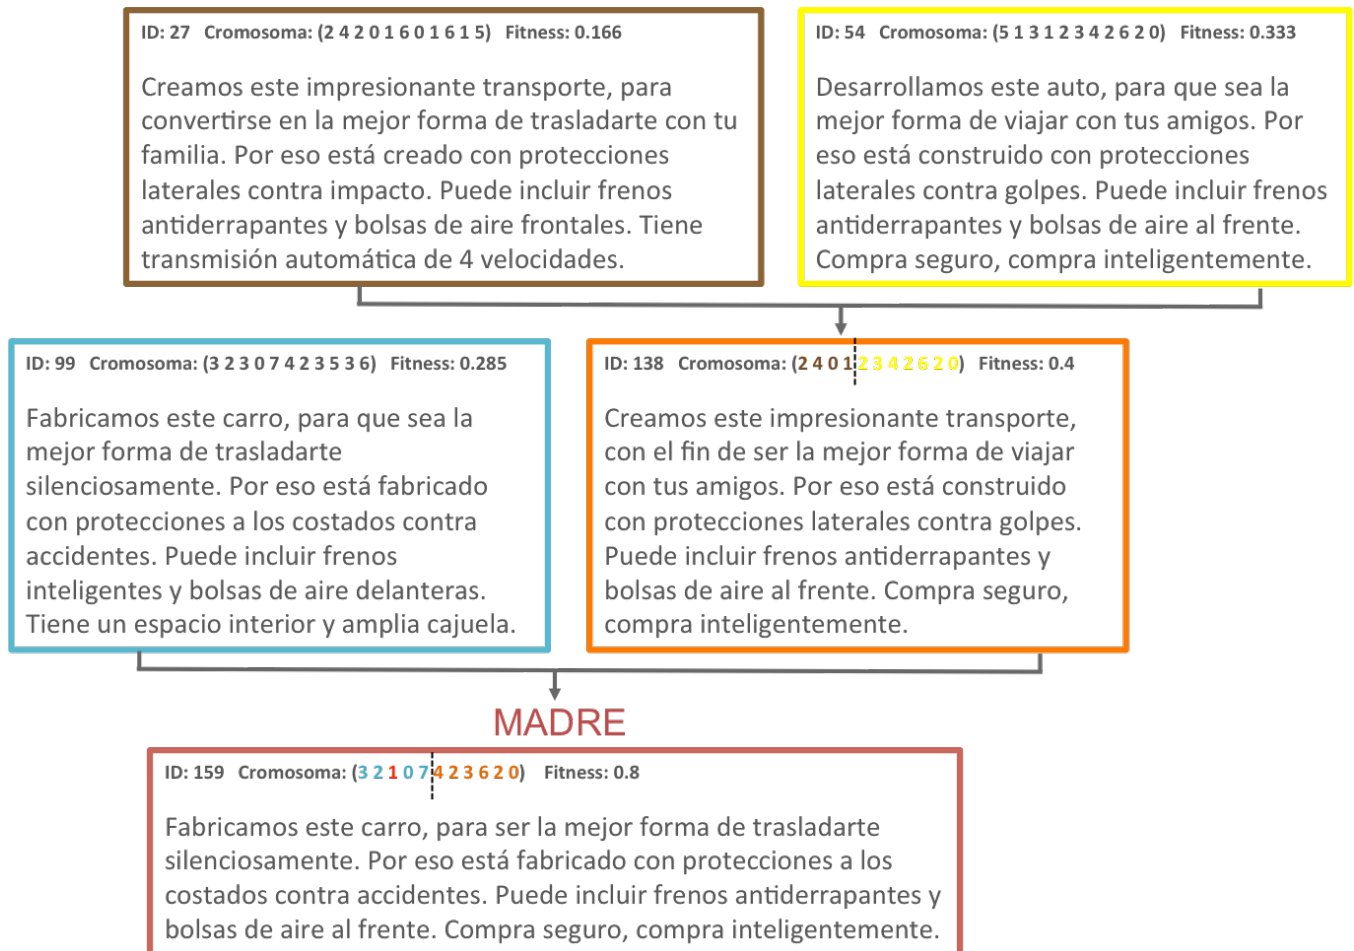 ID: 27 Cromosoma: (2 4 2 0 1 6 0 1 6 1 5) Fitness: 0.166
Creamos este impresionante transporte, para
convertirse en la mejor forma de trasladarte con tu
familia. Por eso está creado con protecciones
laterales contra impacto. Puede incluir frenos
antiderrapantes y bolsas de aire frontales. Tiene
transmisión automática de 4 velocidades.
ID: 54 Cromosoma: (5 1 3 1 2 3 4 2 6 2 0) Fitness: 0.333
Desarrollamos este auto, para que sea la
mejor forma de viajar con tus amigos. Por
eso está construido con protecciones
laterales contra golpes. Puede incluir frenos
antiderrapantes y bolsas de aire al frente.
Compra seguro, compra inteligentemente.
ID: 99 Cromosoma: (3 2 3 0 7 4 2 3 5 3 6) Fitness: 0.285
Fabricamos este carro, para que sea la
mejor forma de trasladarte
silenciosamente. Por eso está fabricado
con protecciones a los costados contra
accidentes. Puede incluir frenos
inteligentes y bolsas de aire delanteras.
Tiene un espacio interior y amplia cajuela.
ID: 138 Cromosoma: (2 4 0 1 2 3 4 2 6 2 0) Fitness: 0.4
Creamos este impresionante transporte,
con el fin de ser la mejor forma de viajar
con tus amigos. Por eso está construido
con protecciones laterales contra golpes.
Puede incluir frenos antiderrapantes y
bolsas de aire al frente. Compra seguro,
compra inteligentemente.
MADRE
ID: 159 Cromosoma: (3 2 1 0 7 4 2 3 6 2 0) Fitness: 0.8
Fabricamos este carro, para ser la mejor forma de trasladarte
silenciosamente. Por eso está fabricado con protecciones a los
costados contra accidentes. Puede incluir frenos antiderrapantes y
bolsas de aire al frente. Compra seguro, compra inteligentemente.